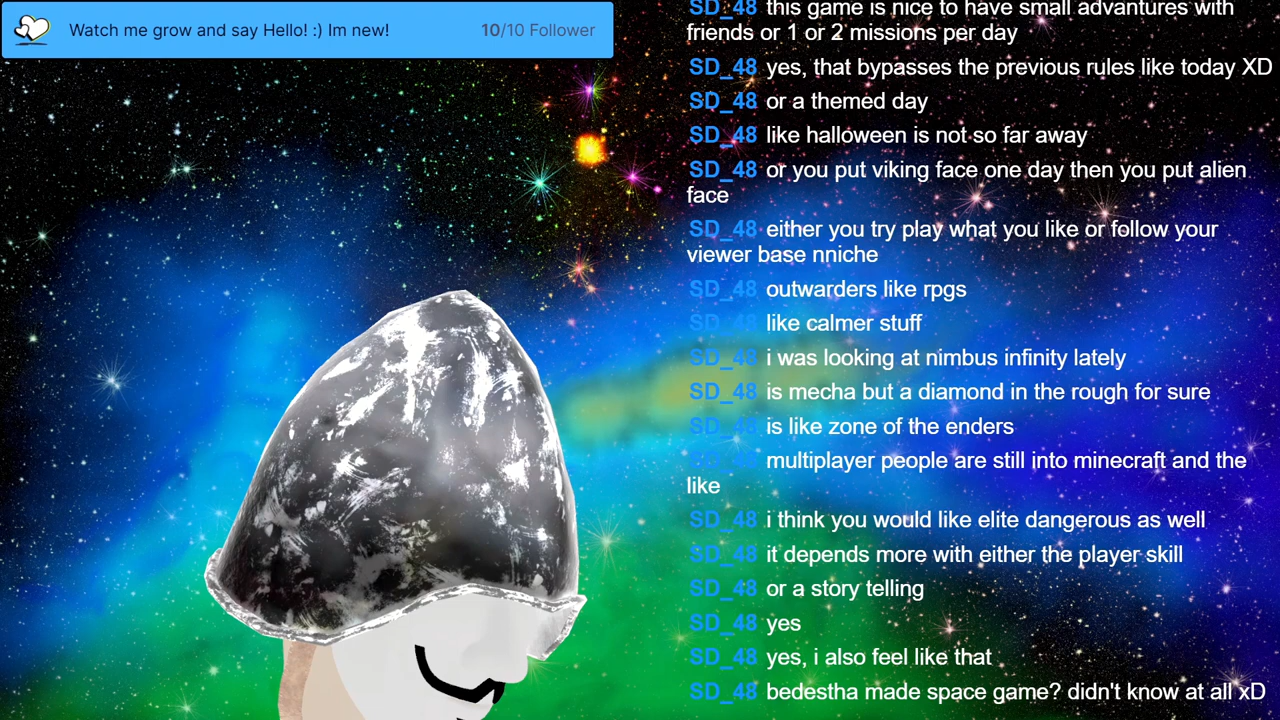 Watch me grow and say Hello! :) Im new!
10/10 Follower
SD_48 this game is nice to have small advantures with
friends or 1 or 2 missions per day
SD_48 yes, that bypasses the previous rules like today XD
SD_48 or a themed day
SD_48 like halloween is not so far away
SD_48 or you put viking face one day then you put alien
face
SD_48 either you try play what you like or follow your
viewer base nniche
SD_48 outwarders like rpgs
SD_48 like calmer stuff
SD_48 i was looking at nimbus infinity lately
SD_48 is mecha but a diamond in the rough for sure
SD_48 is like zone of the enders
SD_48 multiplayer people are still into minecraft and the
like
SD_48 i think you would like elite dangerous as well
SD_48 it depends more with either the player skill
SD_48 or a story telling
SD_48 yes
SD_48 yes, i also feel like that
SD_48 bedestha made space game? didn't know at all xD